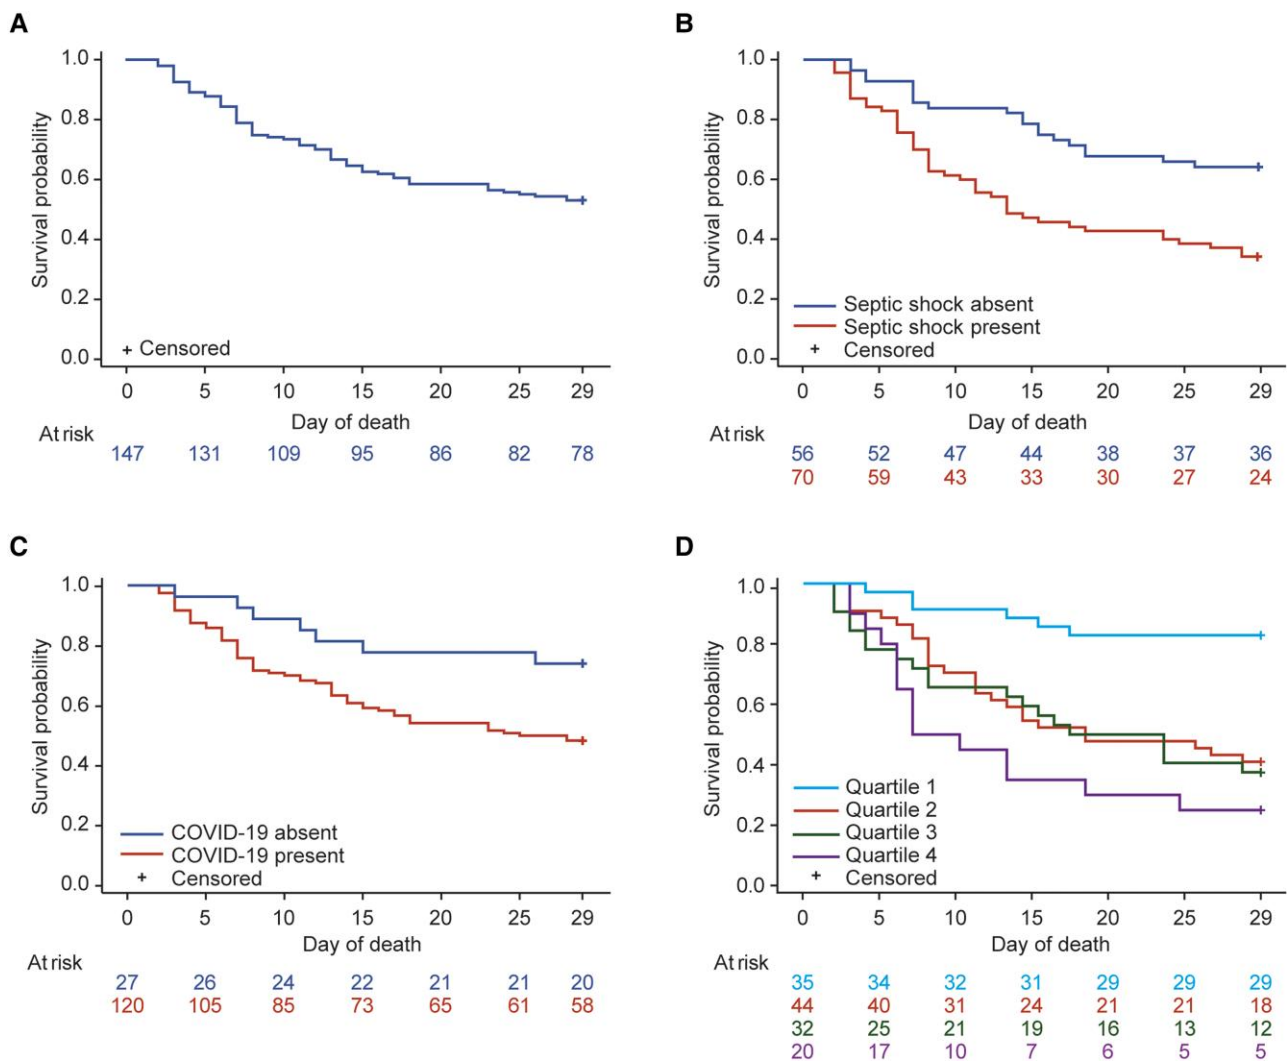 A
Survival probability
1.0
0.8
0.6
0.4
0.2
0.0
+ Censored
0 5 10 15 20 25 29
Day of death
At risk
147 131 109 95 86 82 78
B
Survival probability
1.0
0.8
0.6
0.4
0.2
0.0
Septic shock absent
Septic shock present
+ Censored
0 5 10 15 20 25 29
Day of death
At risk
56 52 47 44 38 37 36
70 59 43 33 30 27 24
C
Survival probability
1.0
0.8
0.6
0.4
0.2
0.0
COVID-19 absent
COVID-19 present
+ Censored
0 5 10 15 20 25 29
Day of death
At risk
27 26 24 22 21 21 20
120 105 85 73 65 61 58
D
Survival probability
1.0
0.8
0.6
0.4
0.2
0.0
Quartile 1
Quartile 2
Quartile 3
Quartile 4
+ Censored
0 5 10 15 20 25 29
Day of death
At risk
35 34 32 31 29 29 29
44 40 31 24 21 21 18
32 25 21 19 16 13 12
20 17 10 7 6 5 5